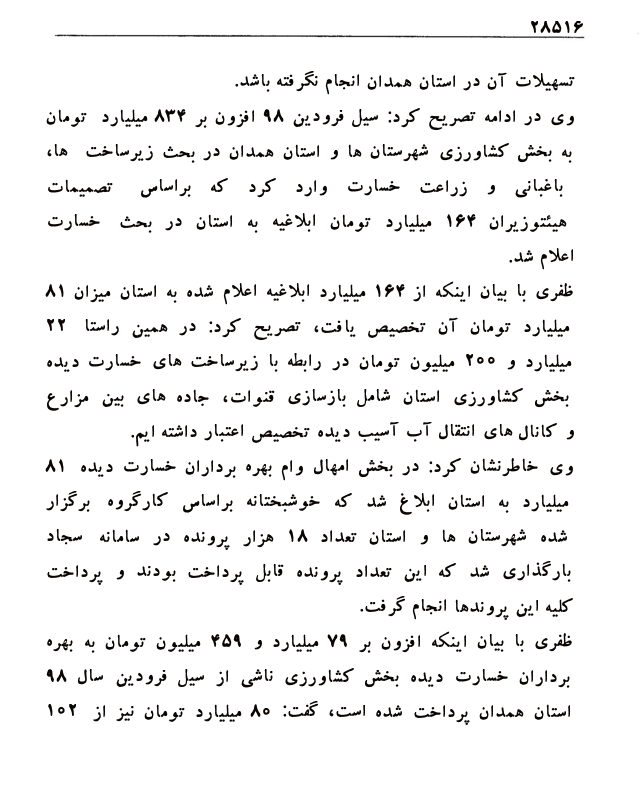 ۲۸۵۱۶
تسهیلات آن در استان همدان انجام نگرفته باشد.
وی در ادامه تصریح کرد: سیل فرودین ۹۸ افزون بر ۸۳۴ میلیارد تومان
به بخش کشاورزی شهرستان ها و استان همدان در بحث زیرساخت ها،
باغبانی و زراعت خسارت وارد کرد که براساس تصمیمات
هیئتوزیران ۱۶۴ میلیارد تومان ابلاغیه به استان در بحث خسارت
اعلام شد.
ظفری با بیان اینکه از ۱۶۴ میلیارد ابلاغیه اعلام شده به استان میزان ۸۱
میلیارد تومان آن تخصیص یافت، تصریح کرد: در همین راستا ۲۲
میلیارد و ۲۰۰ میلیون تومان در رابطه با زیرساخت های خسارت دیده
بخش کشاورزی استان شامل بازسازی قنوات، جاده های بین مزارع
و کانال های انتقال آب آسیب دیده تخصیص اعتبار داشته ایم.
وی خاطرنشان کرد: در بخش امهال وام بهره برداران خسارت دیده ۸۱
میلیارد به استان ابلاغ شد که خوشبختانه براساس کارگروه برگزار
شده شهرستان ها و استان تعداد ۱۸ هزار پرونده در سامانه سجاد
بارگذاری شد که این تعداد پرونده قابل پرداخت بودند و پرداخت
کلیه این پروندها انجام گرفت.
ظفری با بیان اینکه افزون بر ۷۹ میلیارد و ۴۵۹ میلیون تومان به بهره
برداران خسارت دیده بخش کشاورزی ناشی از سیل فرودین سال ۹۸
استان همدان پرداخت شده است، گفت: ۸۰ میلیارد تومان نیز از ۱۰۲